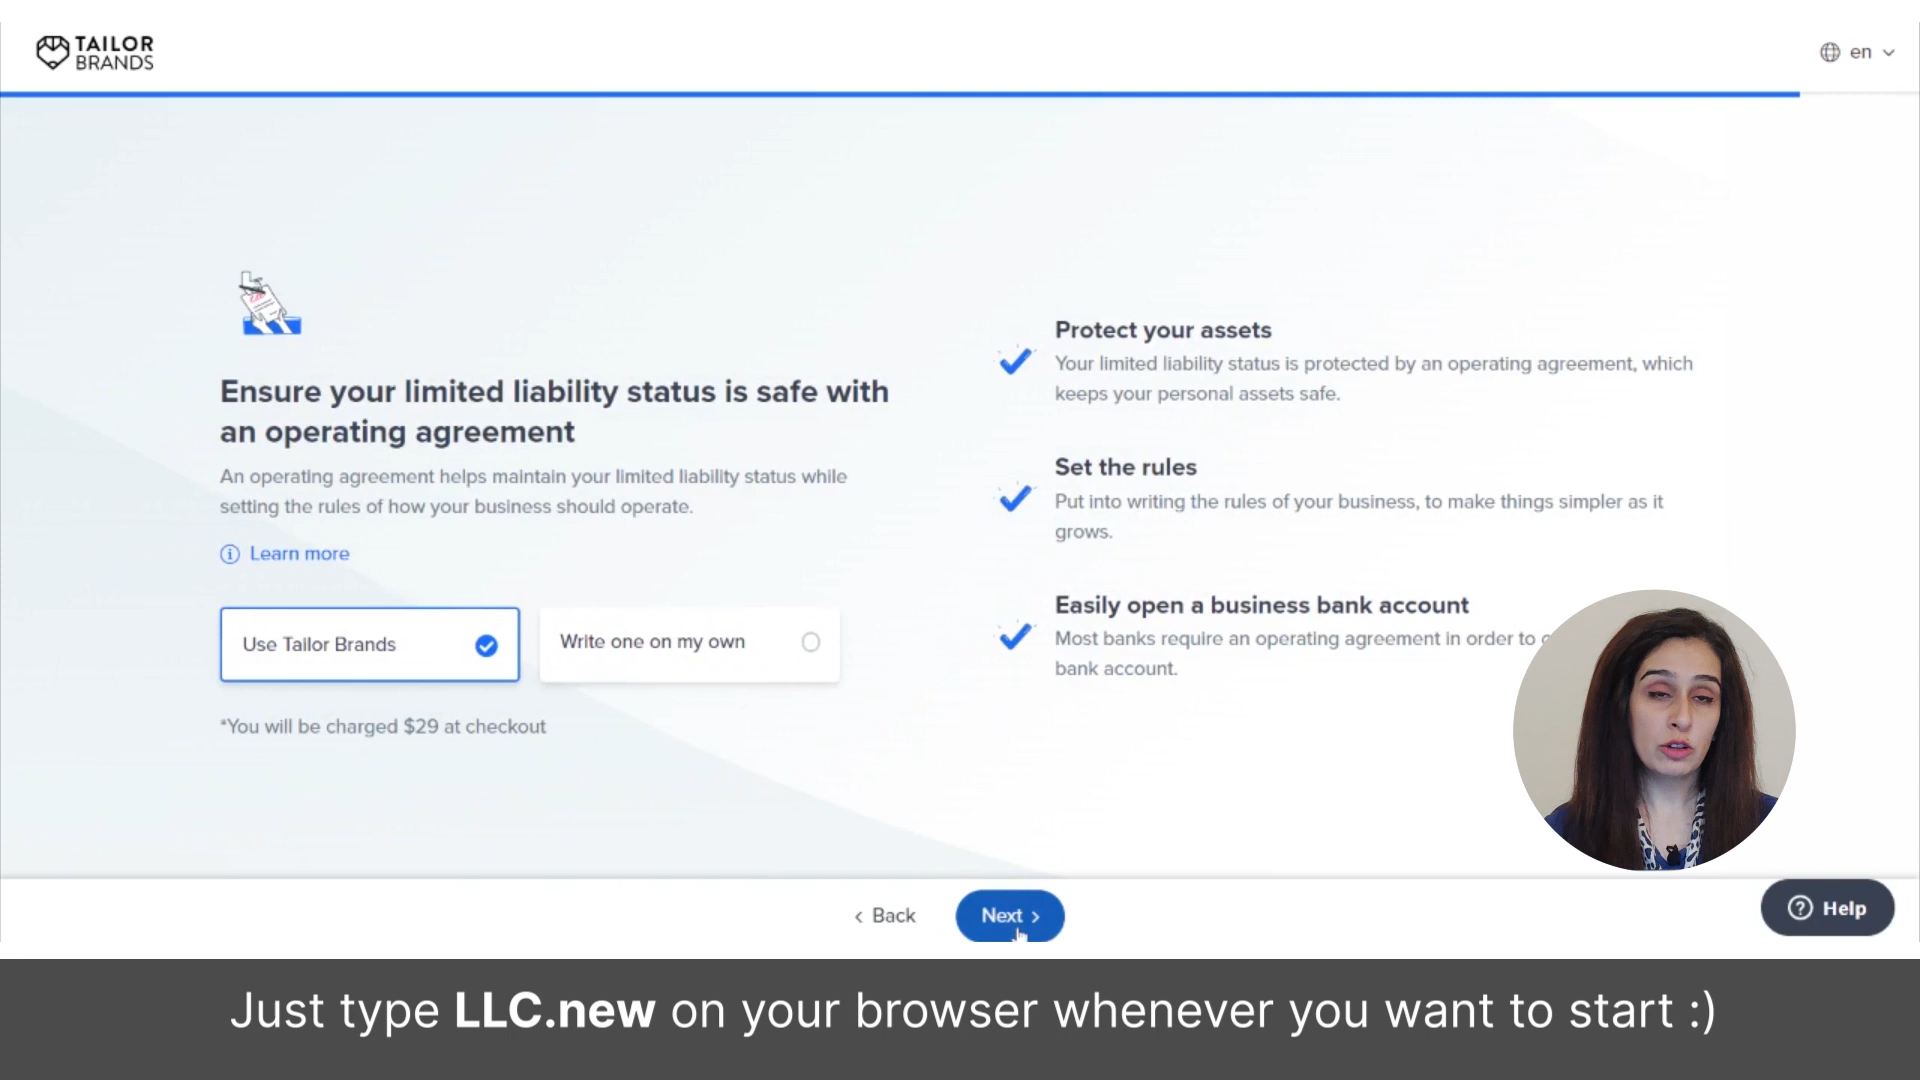 TAILOR
BRANDS
en
Ensure your limited liability status is safe with
an operating agreement
An operating agreement helps maintain your limited liability status while
setting the rules of how your business should operate.
Learn more
Use Tailor Brands
Write one on my own
*You will be charged $29 at checkout
Protect your assets
Your limited liability status is protected by an operating agreement, which
keeps your personal assets safe.
Set the rules
Put into writing the rules of your business, to make things simpler as it
grows.
Easily open a business bank account
Most banks require an operating agreement in order to
bank account.
‹ Back
Next ›
Help
Just type LLC.new on your browser whenever you want to start :)